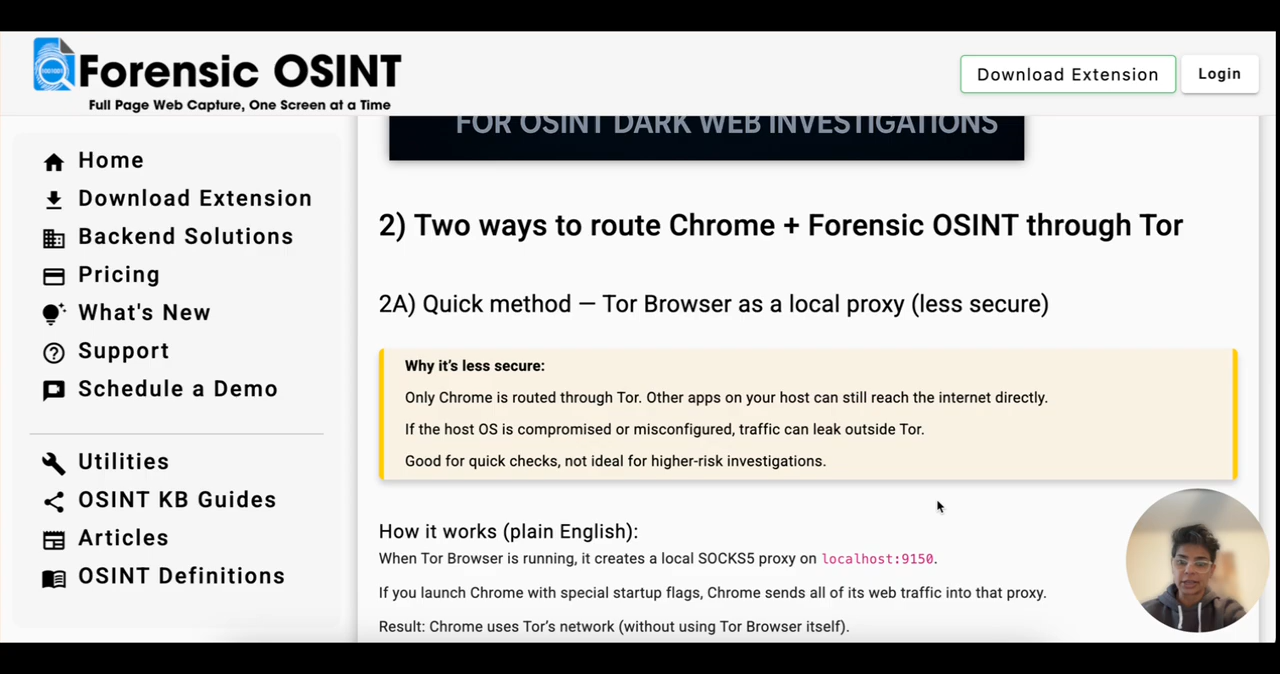 Forensic OSINT
Full Page Web Capture, One Screen at a Time
Download Extension
Login
Home
Download Extension
Backend Solutions
Pricing
What's New
Support
Schedule a Demo
Utilities
OSINT KB Guides
Articles
OSINT Definitions
FOR OSINT DARK WEB INVESTIGATIONS
2) Two ways to route Chrome + Forensic OSINT through Tor
2A) Quick method — Tor Browser as a local proxy (less secure)
Why it’s less secure:
Only Chrome is routed through Tor. Other apps on your host can still reach the internet directly.
If the host OS is compromised or misconfigured, traffic can leak outside Tor.
Good for quick checks, not ideal for higher-risk investigations.
How it works (plain English):
When Tor Browser is running, it creates a local SOCKS5 proxy on localhost:9150.
If you launch Chrome with special startup flags, Chrome sends all of its web traffic into that proxy.
Result: Chrome uses Tor’s network (without using Tor Browser itself).